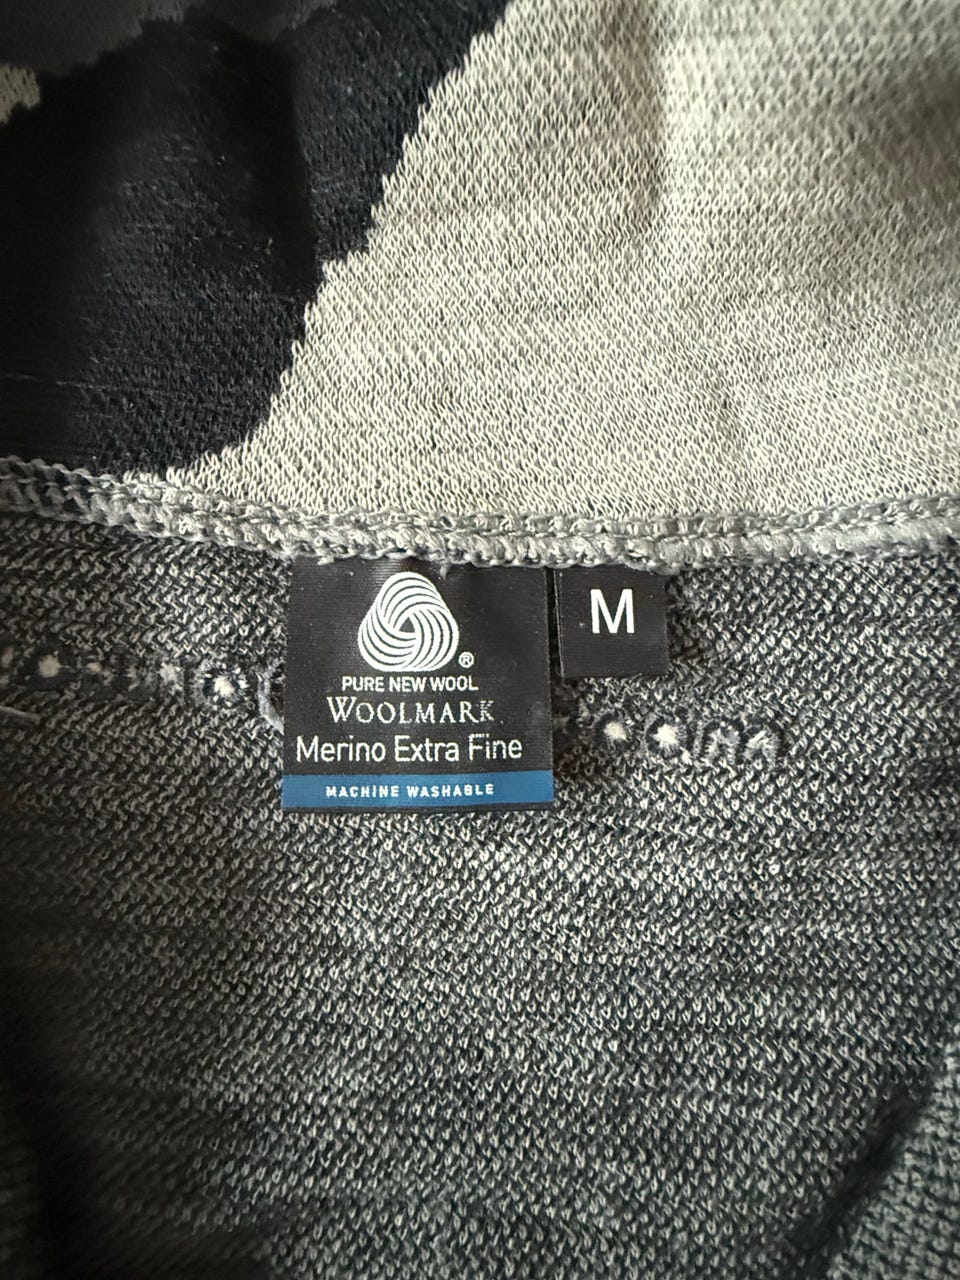 M
®
PURE NEW WOOL
WOOLMARK
Merino Extra Fine
MACHINE WASHABLE